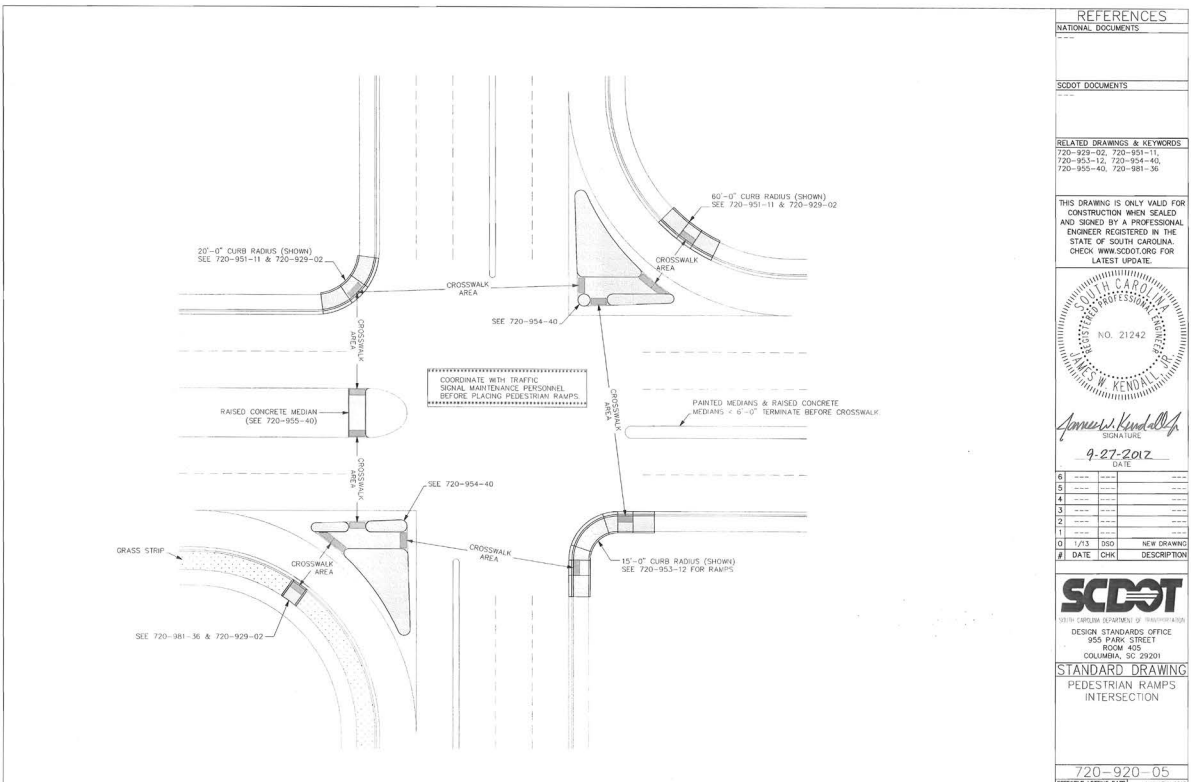 60'-0" CURB RADIUS (SHOWN)
SEE 720-951-11 & 720-929-02
20'-0" CURB RADIUS (SHOWN)
SEE 720-951-11 & 720-929-02
CROSSWALK
AREA
CROSSWALK
AREA
SEE 720-954-40
CROSSWALK
AREA
COORDINATE WITH TRAFFIC
SIGNAL MAINTENANCE PERSONNEL
BEFORE PLACING PEDESTRIAN RAMPS
CROSSWALK
AREA
PAINTED MEDIANS & RAISED CONCRETE
MEDIANS < 6'-0" TERMINATE BEFORE CROSSWALK
RAISED CONCRETE MEDIAN
(SEE 720-955-40)
CROSSWALK
AREA
SEE 720-954-40
GRASS STRIP
CROSSWALK
AREA
CROSSWALK
AREA
15'-0" CURB RADIUS (SHOWN)
SEE 720-953-12 FOR RAMPS
SEE 720-981-36 & 720-929-02
REFERENCES
NATIONAL DOCUMENTS
---
SCDOT DOCUMENTS
---
RELATED DRAWINGS & KEYWORDS
720-929-02, 720-951-11,
720-953-12, 720-954-40,
720-955-40, 720-981-36
THIS DRAWING IS ONLY VALID FOR
CONSTRUCTION WHEN SEALED
AND SIGNED BY A PROFESSIONAL
ENGINEER REGISTERED IN THE
STATE OF SOUTH CAROLINA.
CHECK WWW.SCDOT.ORG FOR
LATEST UPDATE.
SOUTH CAROLINA
REGISTERED PROFESSIONAL ENGINEER
NO. 21242
JAMES W. KENDALL, JR.
James W. Kendall Jr
SIGNATURE
9-27-2012
DATE
6 --- --- ---
5 --- --- ---
4 --- --- ---
3 --- --- ---
2 --- --- ---
1 --- --- ---
0 1/13 DSO NEW DRAWING
# DATE CHK DESCRIPTION
SCDOT
SOUTH CAROLINA DEPARTMENT OF TRANSPORTATION
DESIGN STANDARDS OFFICE
955 PARK STREET
ROOM 405
COLUMBIA, SC 29201
STANDARD DRAWING
PEDESTRIAN RAMPS
INTERSECTION
720-920-05